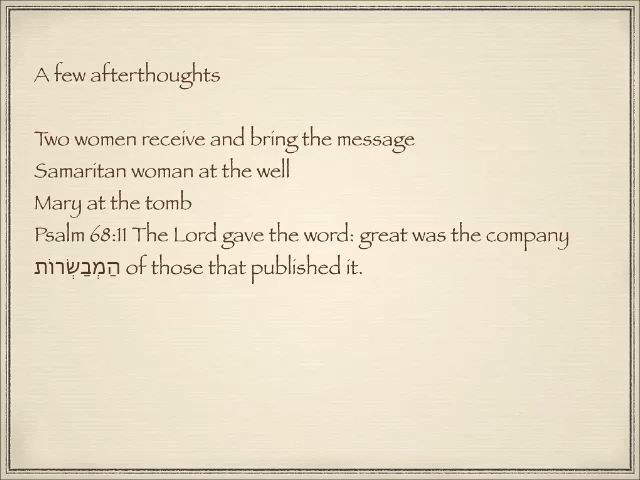 A few afterthoughts
Two women receive and bring the message
Samaritan woman at the well
Mary at the tomb
Psalm 68:11 The Lord gave the word: great was the company
הַמְבַשְּׂרוֹת of those that published it.